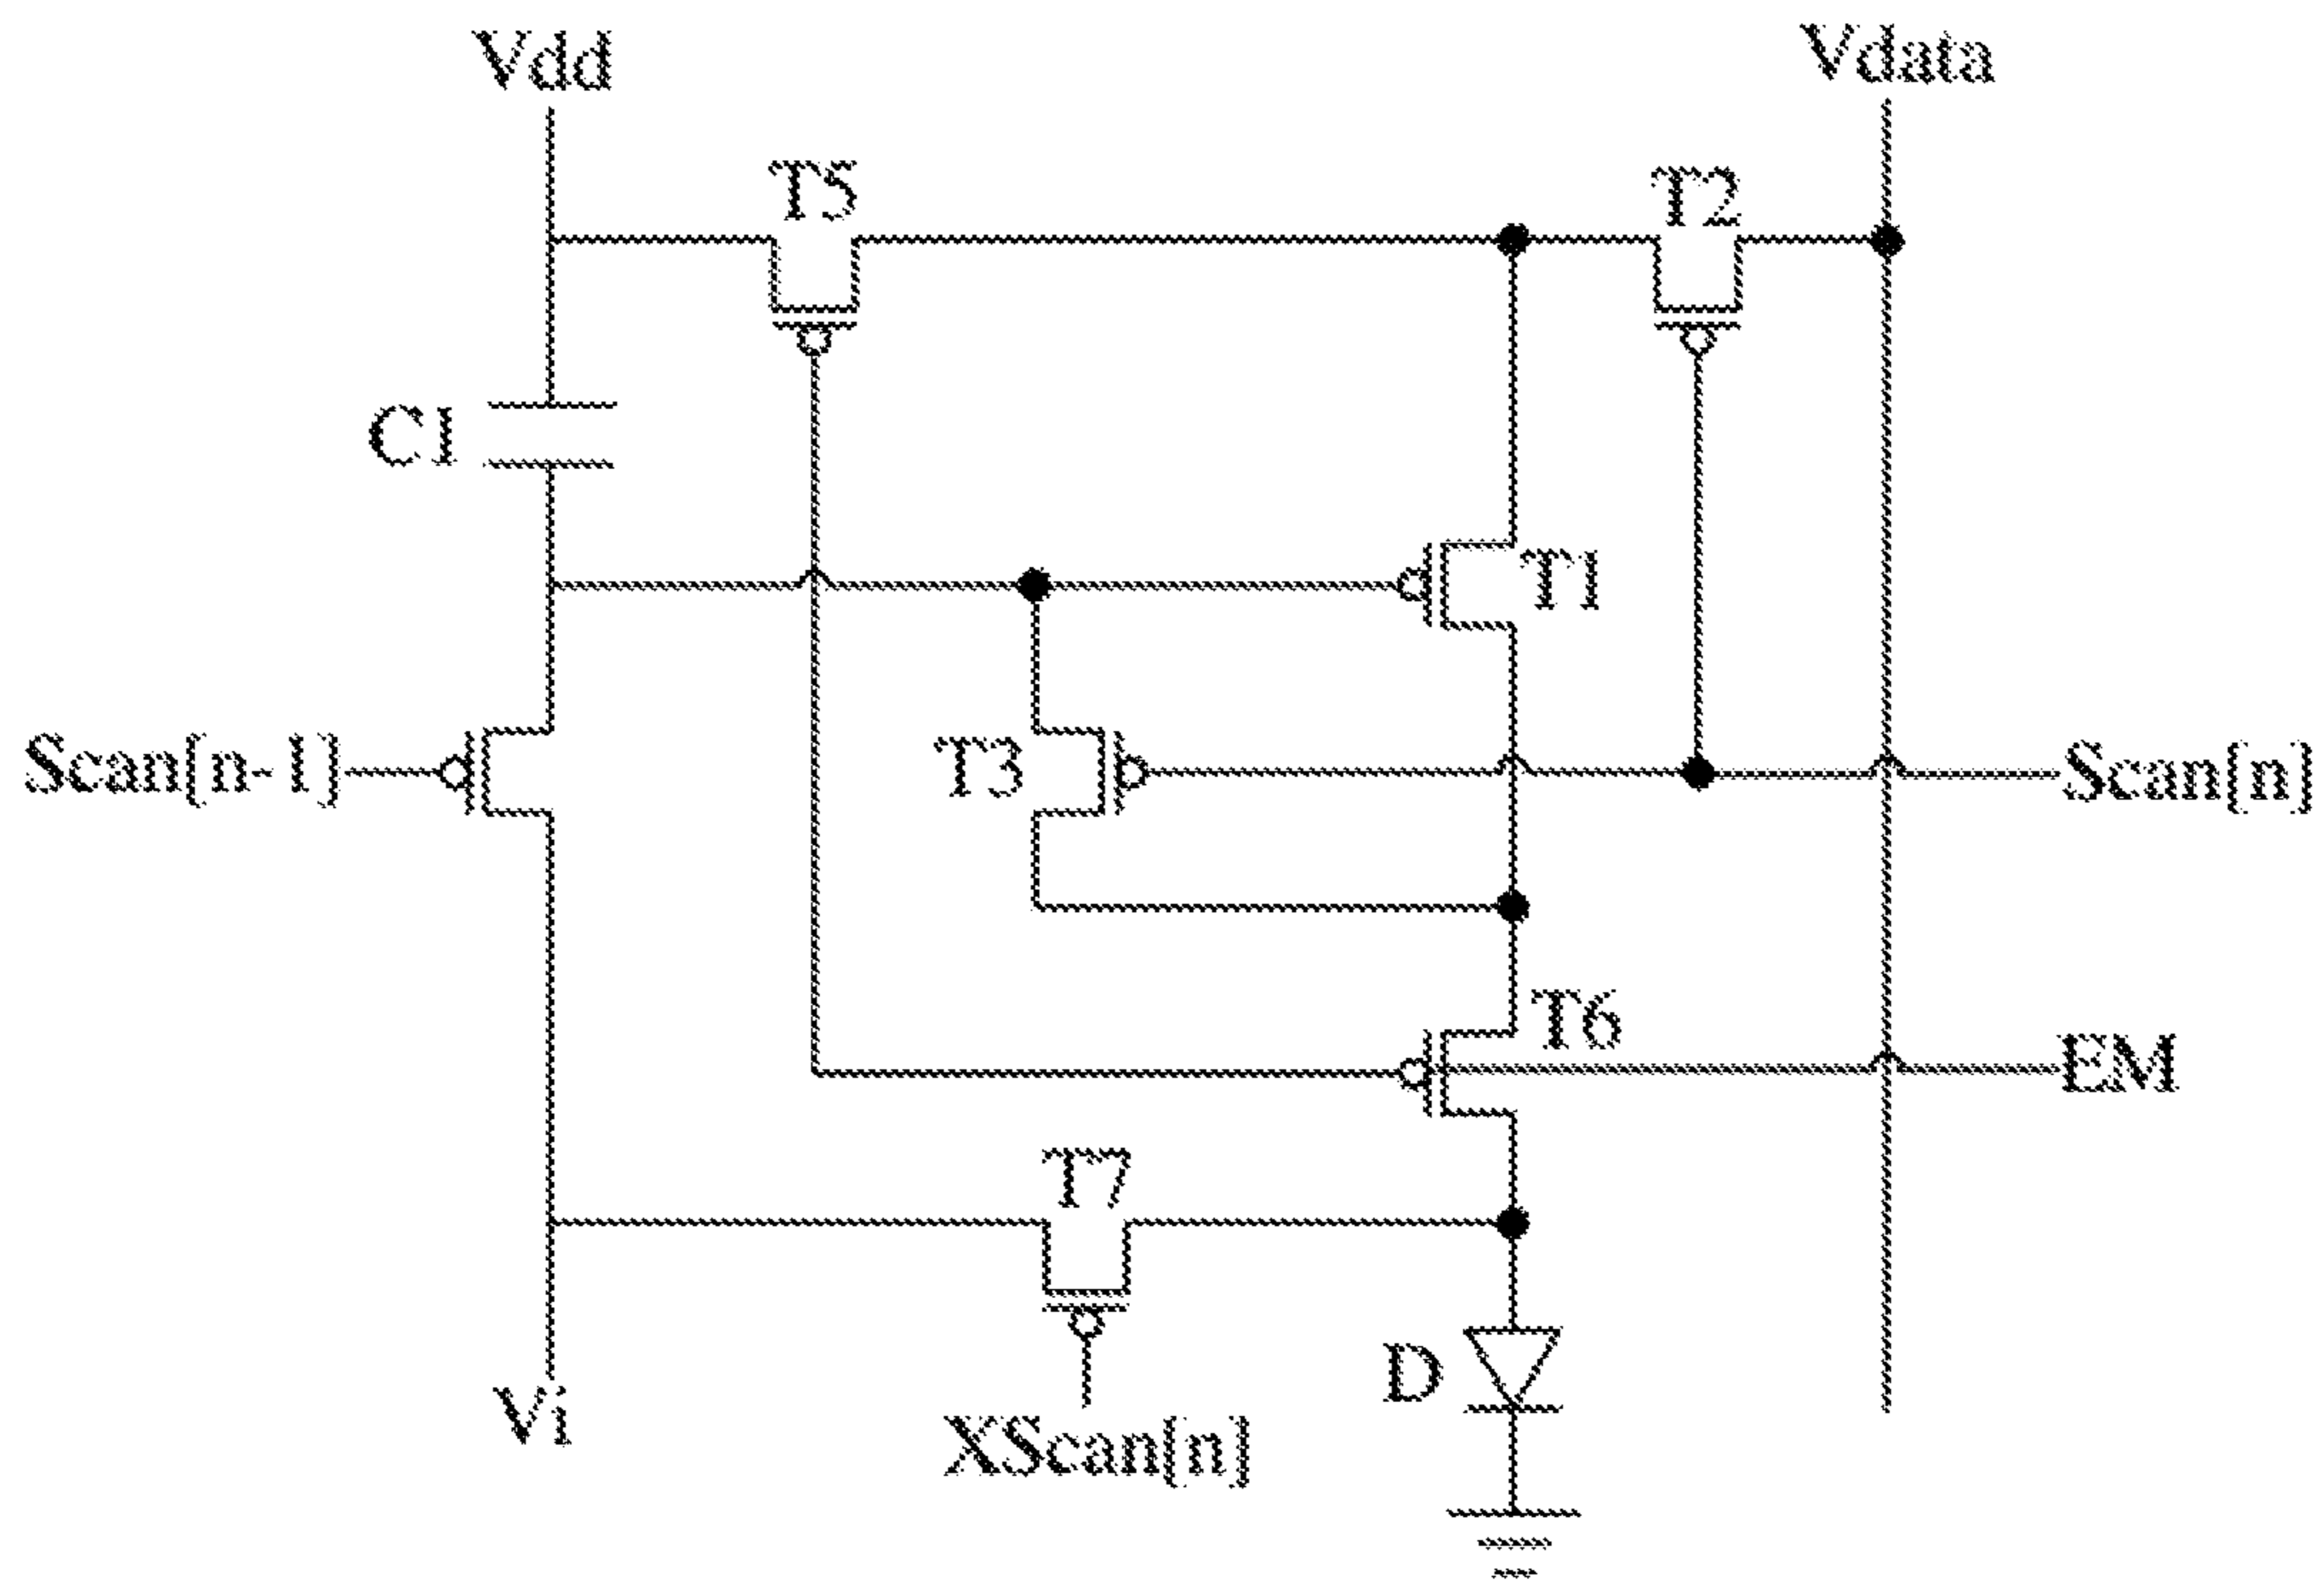 Vdd
Vdata
T5
T2
C1
T1
Scan[n-1]
T3
Scan[n]
T6
EM
T7
D
Vi
XScan[n]